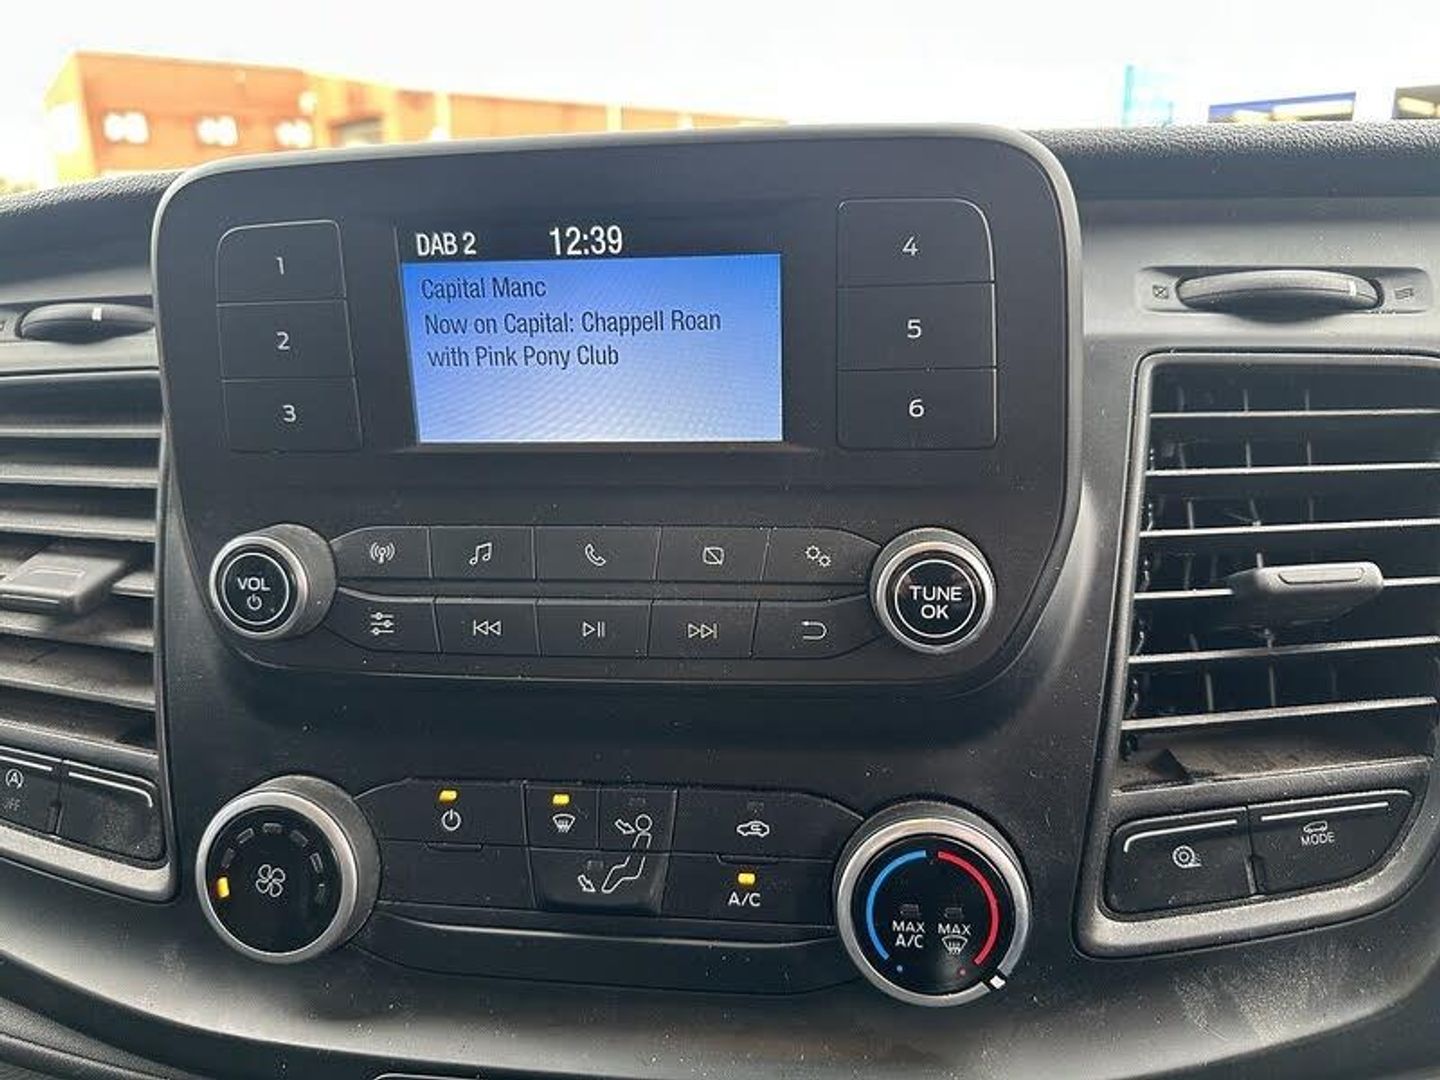 DAB 2 12:39
Capital Manc
Now on Capital: Chappell Roan
with Pink Pony Club
1
2
3
4
5
6
VOL
TUNE
OK
A
OFF
A/C
MAX
A/C
MAX
MODE